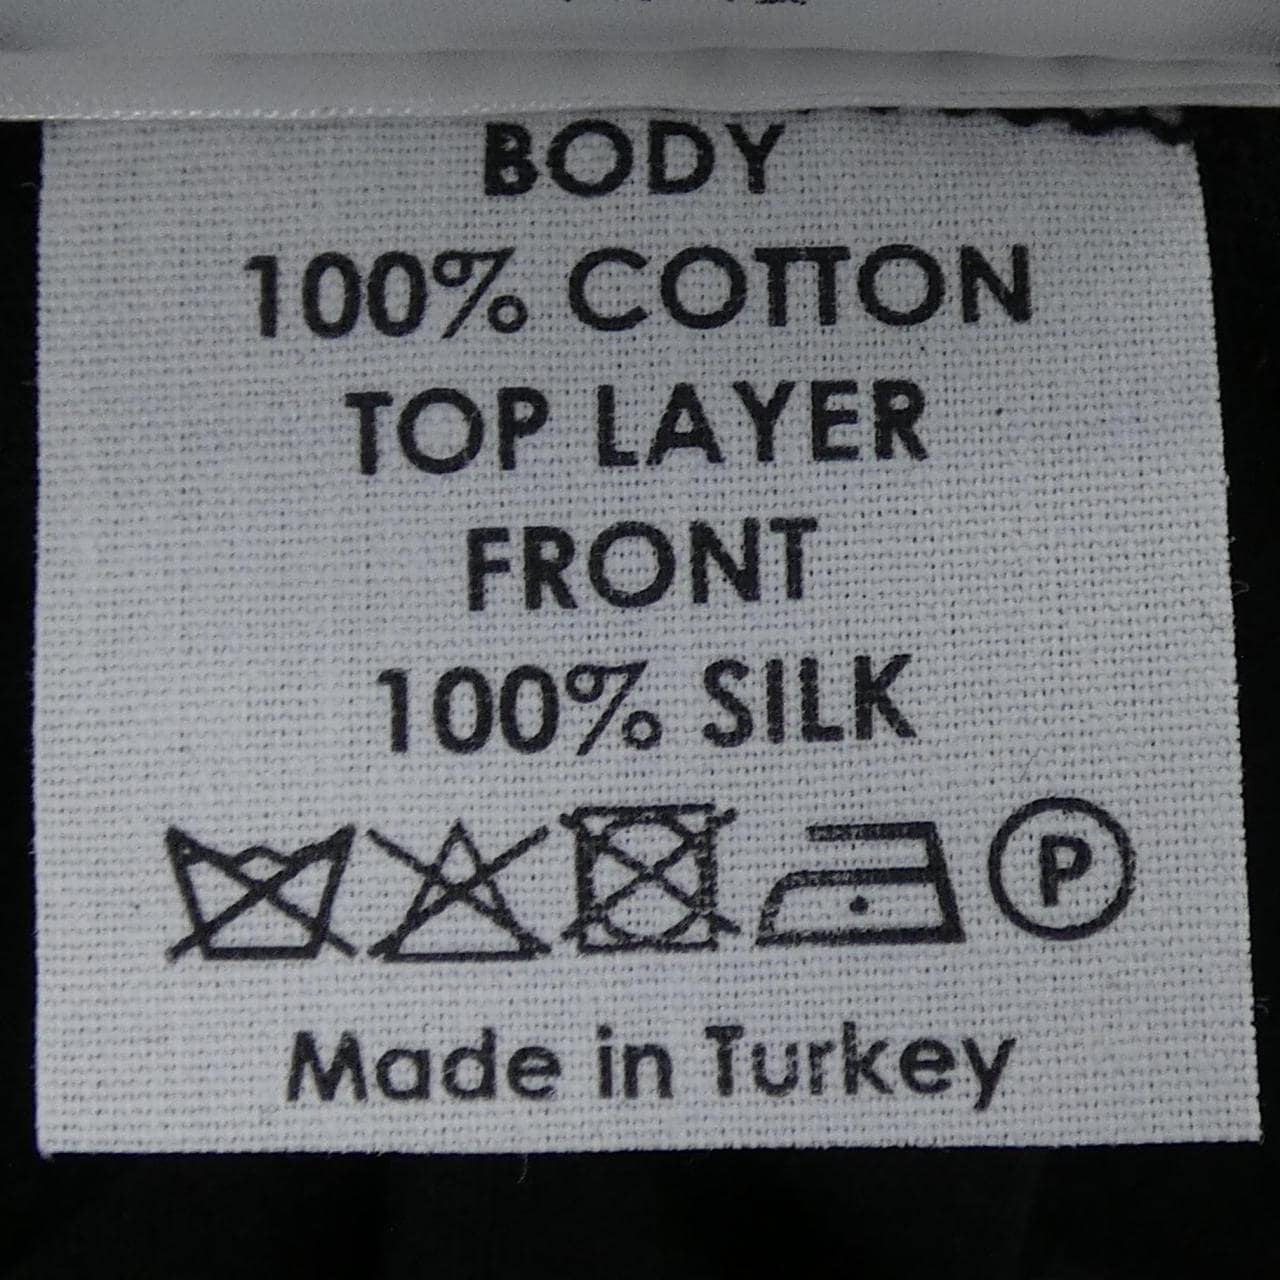 BODY
100% COTTON
TOP LAYER
FRONT
100% SILK
P
Made in Turkey